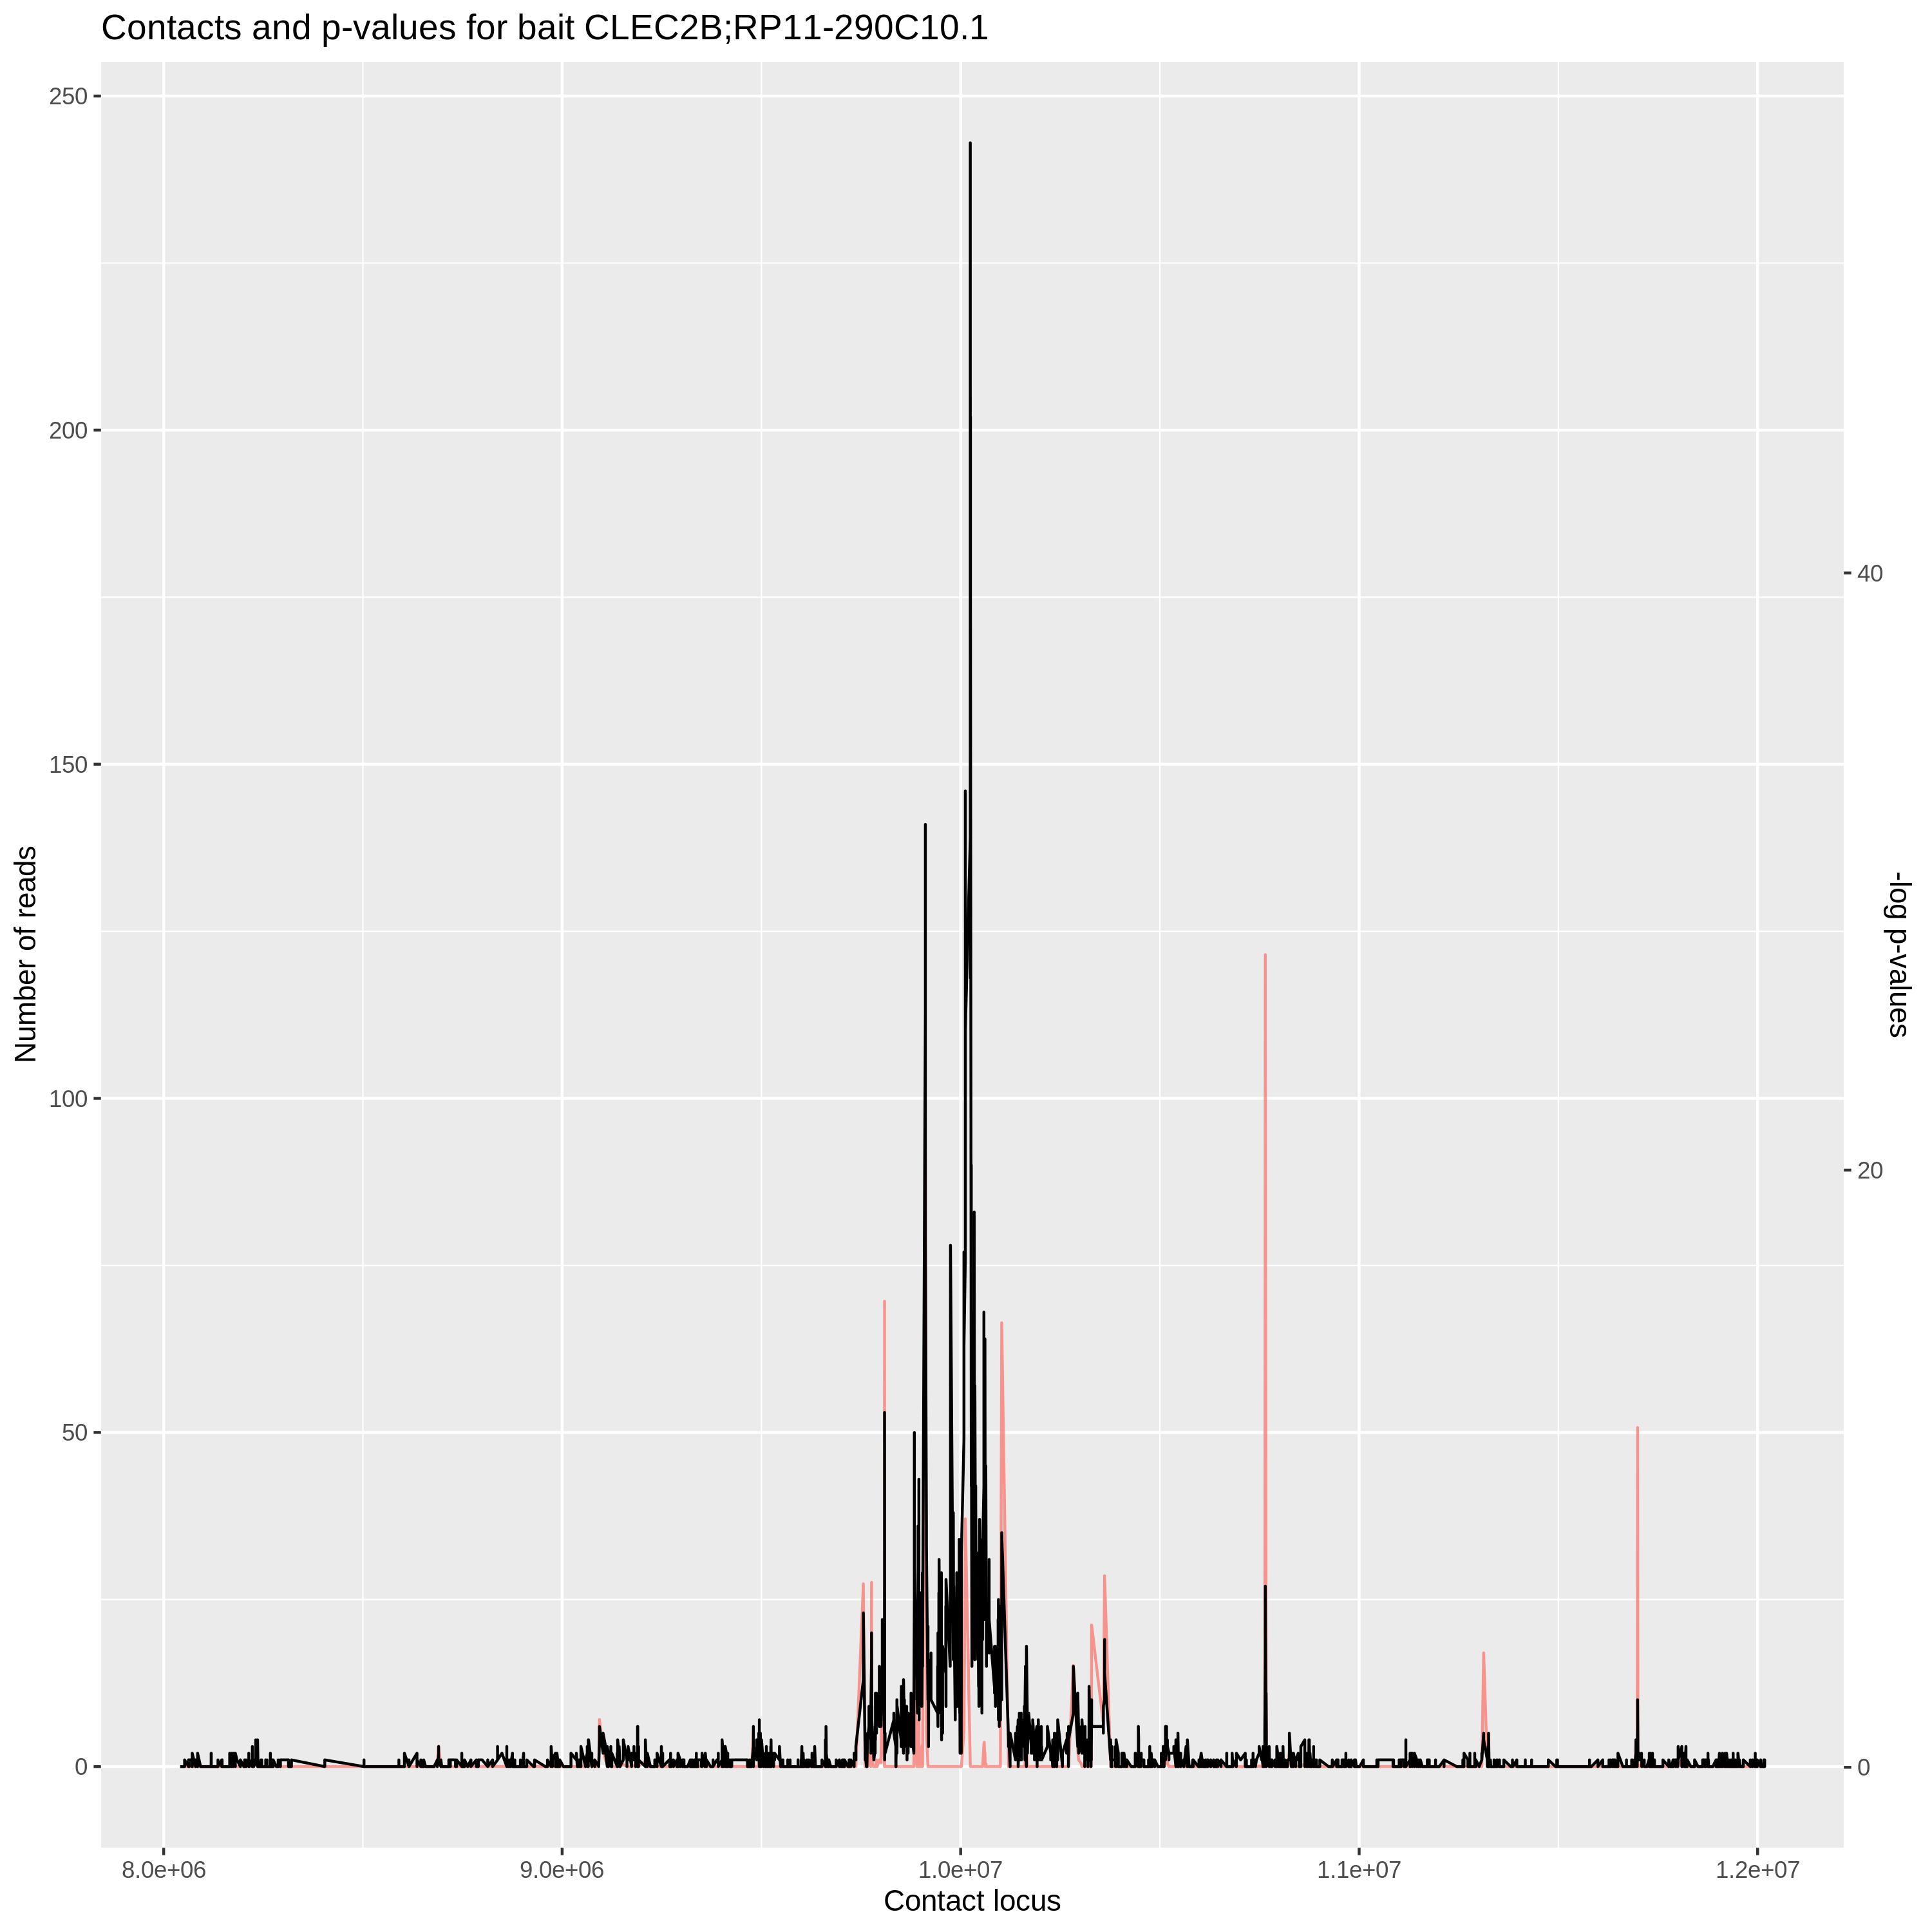 Contacts and p-values for bait CLEC2B;RP11-290C10.1
250
200
150
100
50
0
Number of reads
40
20
0
-log p-values
8.0e+06
9.0e+06
1.0e+07
1.1e+07
1.2e+07
Contact locus